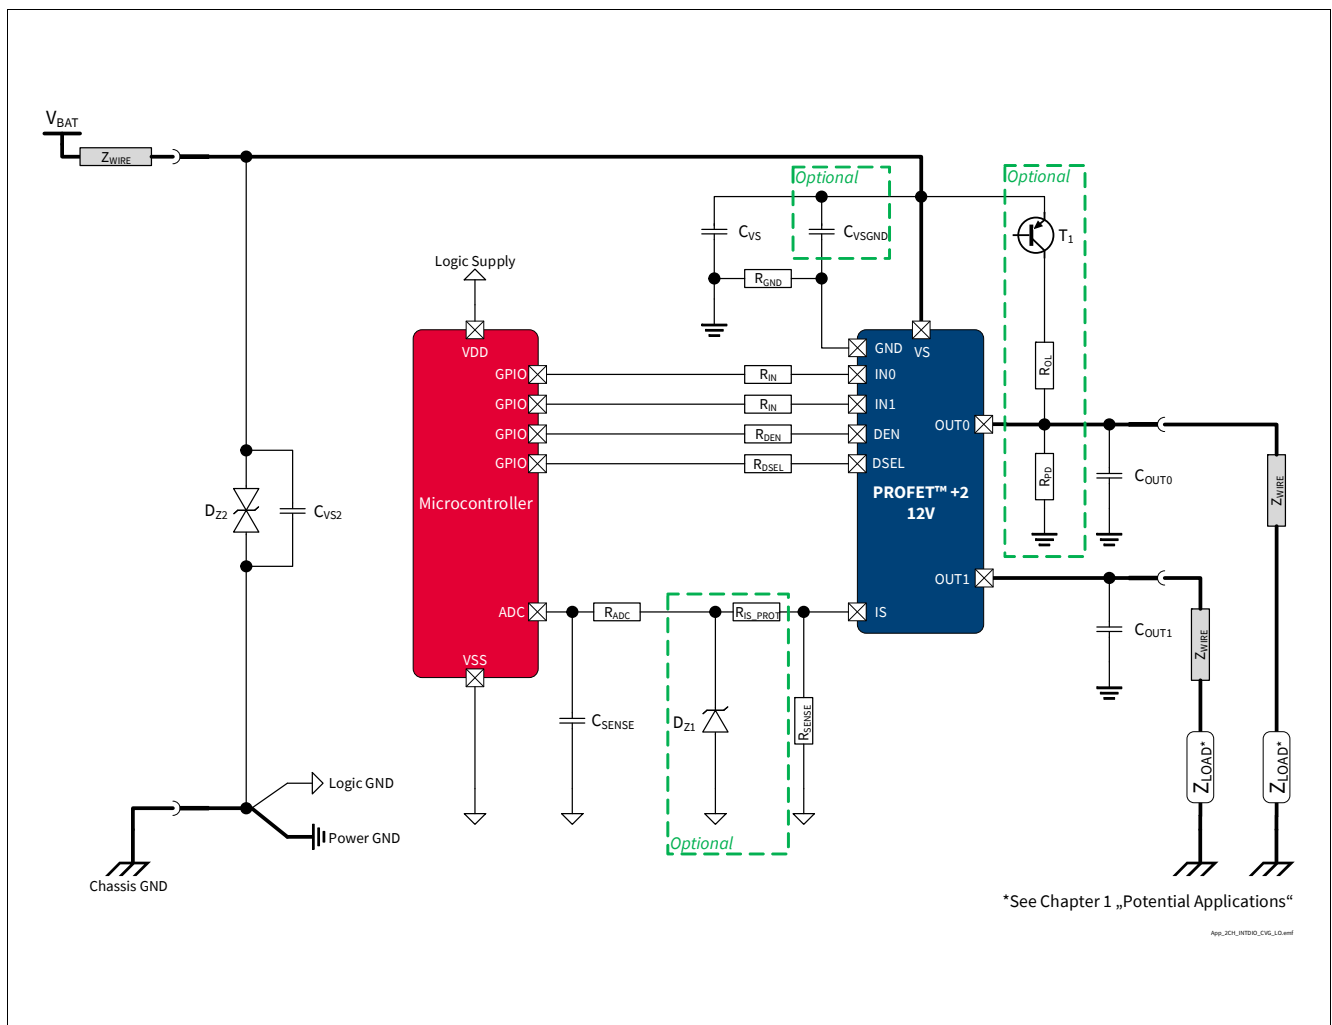 VBAT
ZWIRE
Optional
Optional
CVS
CVSGND
T1
Logic Supply
RGND
VDD
GND
VS
GPIO
RIN
IN0
ROL
GPIO
RIN
IN1
GPIO
RDEN
DEN
OUT0
GPIO
RDSEL
DSEL
RPD
COUT0
ZWIRE
Microcontroller
PROFET™ +2
12V
DZ2
CVS2
OUT1
ADC
RADC
RIS_PROT
IS
COUT1
ZWIRE
VSS
CSENSE
DZ1
RSENSE
ZLOAD*
ZLOAD*
Logic GND
Power GND
Optional
Chassis GND
*See Chapter 1 „Potential Applications“
App_2CH_INTDIO_CVG_LO.emf